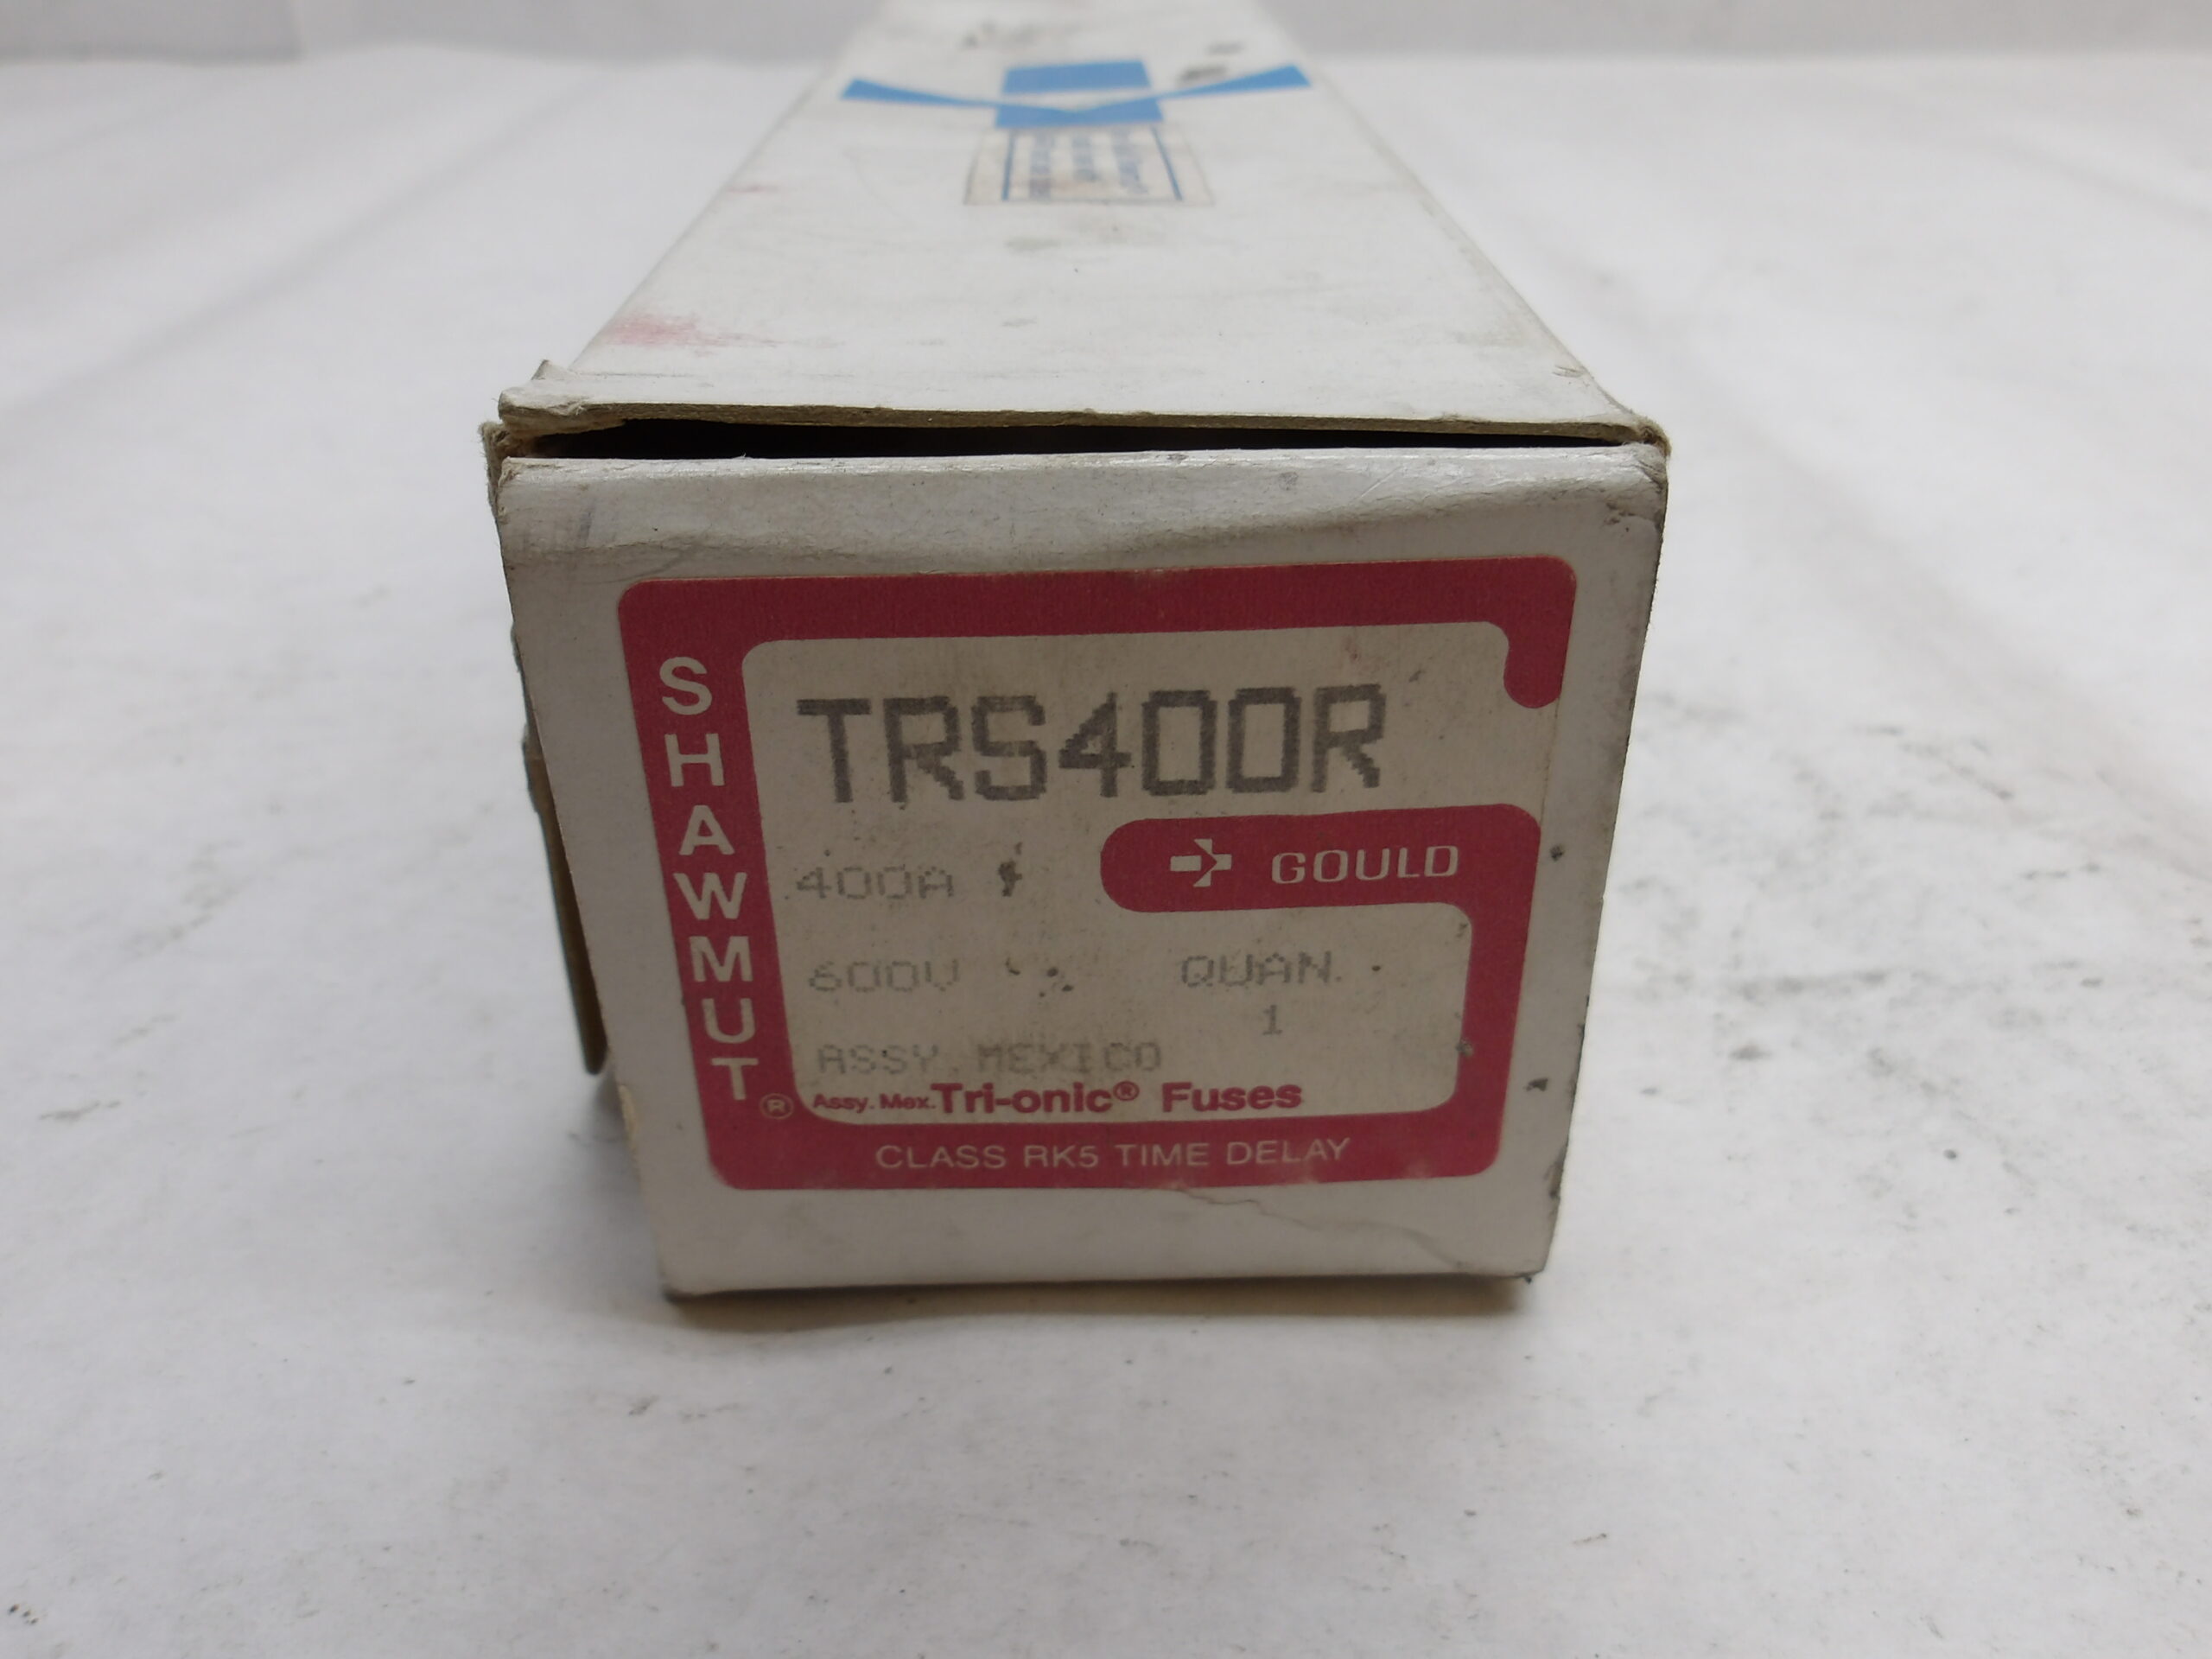 SHAWMUT®
TRS400R
400A
GOULD
600V
QUAN.
1
ASSY. MEXICO
Assy. Mex. Tri-onic® Fuses
CLASS RK5 TIME DELAY